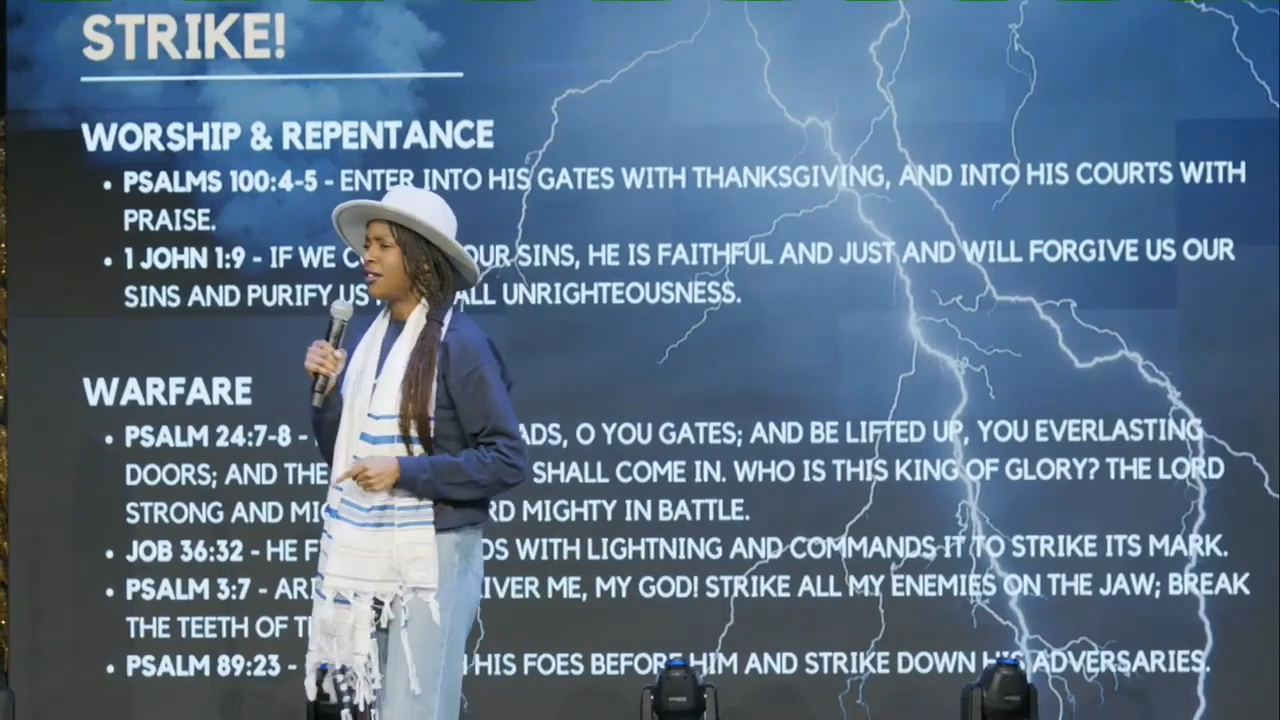 STRIKE!
WORSHIP & REPENTANCE
• PSALMS 100:4-5 - ENTER INTO HIS GATES WITH THANKSGIVING, AND INTO HIS COURTS WITH
PRAISE.
• 1 JOHN 1:9 - IF WE OUR SINS, HE IS FAITHFUL AND JUST AND WILL FORGIVE US OUR
SINS AND PURIFY US ALL UNRIGHTEOUSNESS.
WARFARE
• PSALM 24:7-8 - O YOU GATES; AND BE LIFTED UP, YOU EVERLASTING
DOORS; AND THE SHALL COME IN. WHO IS THIS KING OF GLORY? THE LORD
STRONG AND MIGHTY IN BATTLE.
• JOB 36:32 - HE WITH LIGHTNING AND COMMANDS IT TO STRIKE ITS MARK.
• PSALM 3:7 - ME, MY GOD! STRIKE ALL MY ENEMIES ON THE JAW; BREAK
THE TEETH OF
• PSALM 89:23 - HIS FOES BEFORE HIM AND STRIKE DOWN HIS ADVERSARIES.